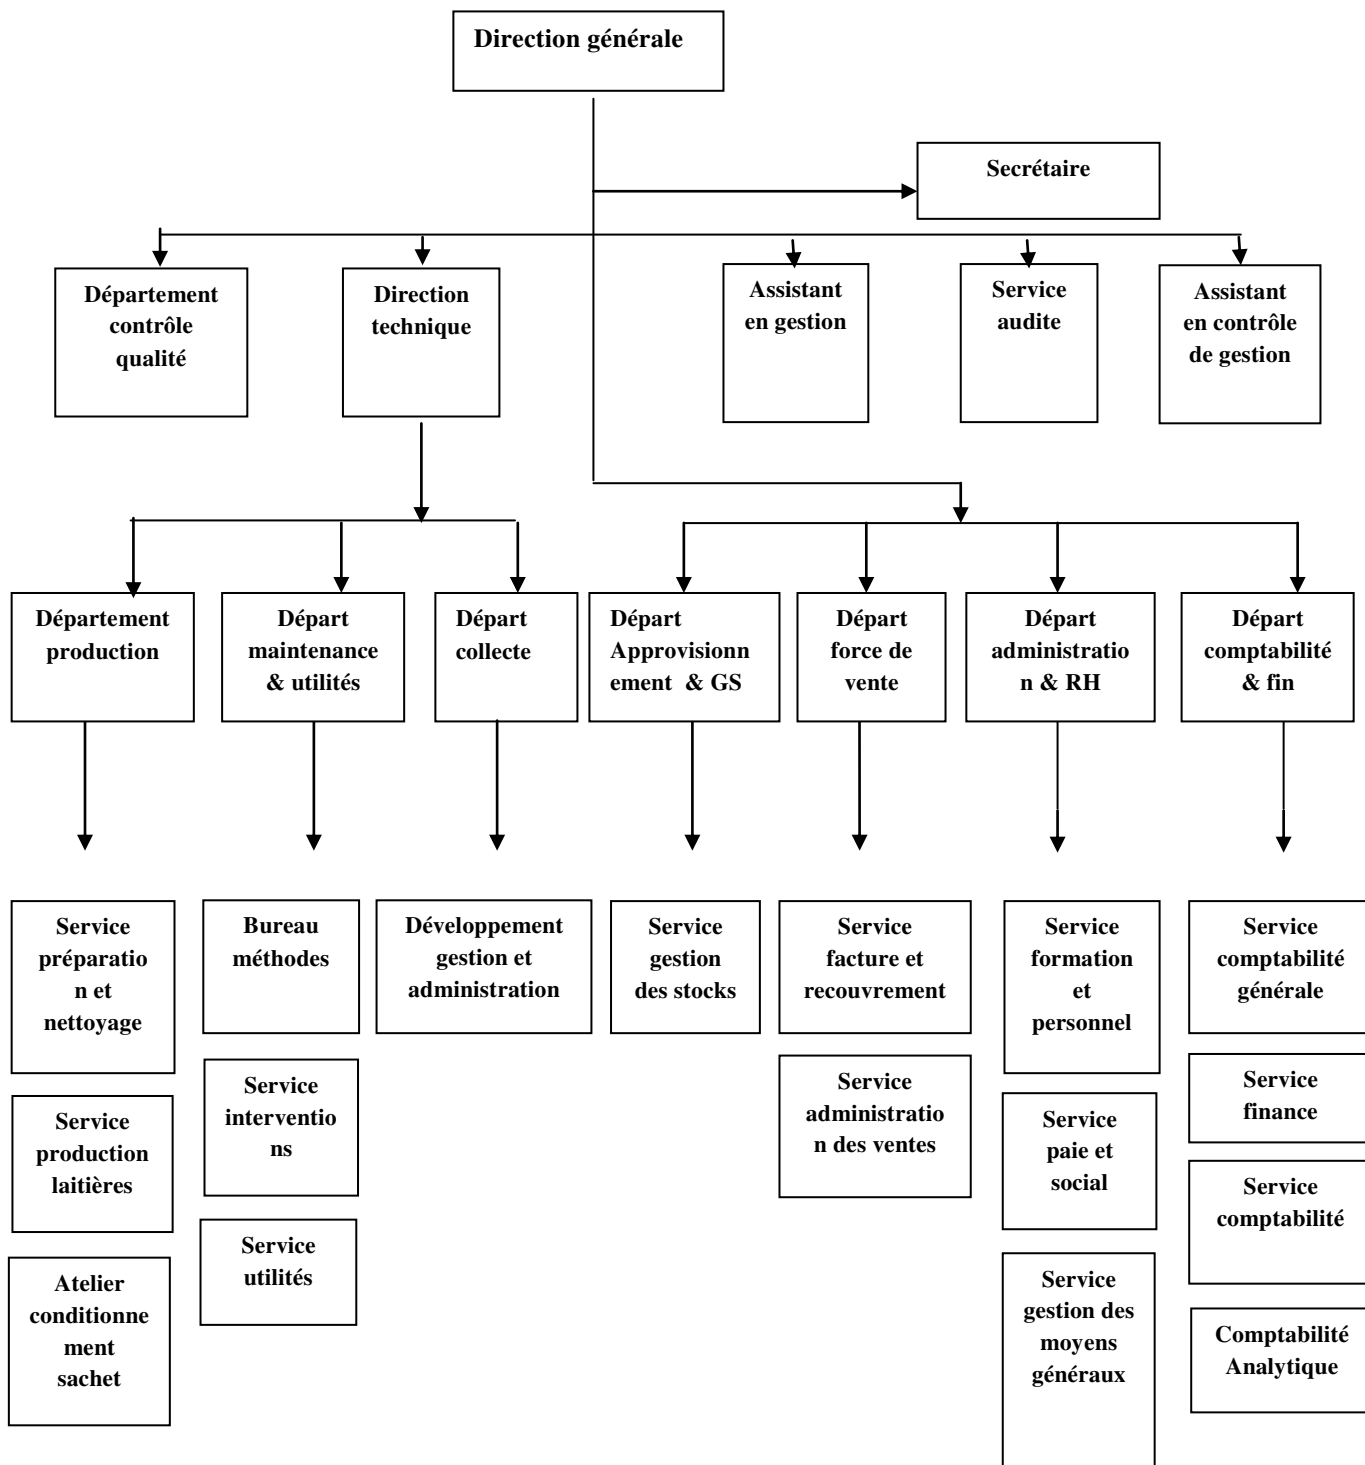 Direction générale
Secrétaire
Département
contrôle
qualité
Direction
technique
Assistant
en gestion
Service
audite
Assistant
en contrôle
de gestion
Département
production
Départ
maintenance
& utilités
Départ
collecte
Départ
Approvisionn
ement & GS
Départ
force de
vente
Départ
administratio
n & RH
Départ
comptabilité
& fin
Service
préparatio
n et
nettoyage
Bureau
méthodes
Développement
gestion et
administration
Service
gestion
des stocks
Service
facture et
recouvrement
Service
formation
et
personnel
Service
comptabilité
générale
Service
production
laitières
Service
interventio
ns
Service
administratio
n des ventes
Service
paie et
social
Service
finance
Service
comptabilité
Atelier
conditionne
ment
sachet
Service
utilités
Service
gestion des
moyens
généraux
Comptabilité
Analytique